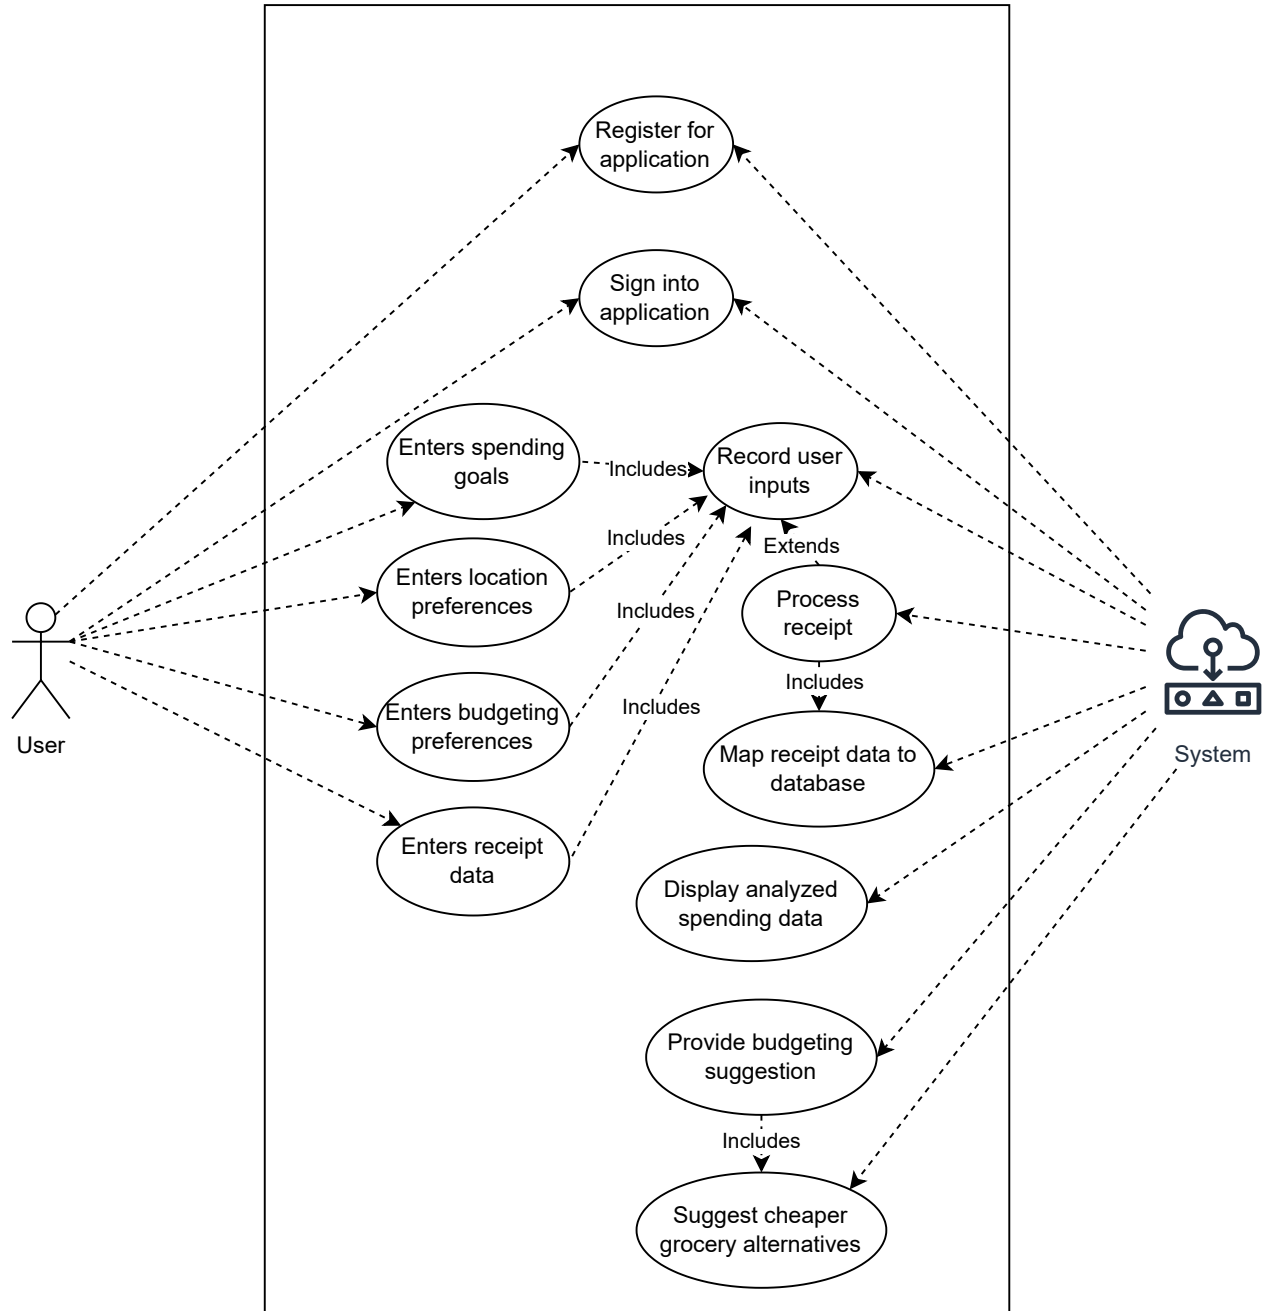 Register for
application
Sign into
application
Enters spending
goals
Includes
Record user
inputs
Includes
Extends
Enters location
preferences
Process
receipt
Includes
Includes
Includes
Enters budgeting
preferences
User
Map receipt data to
database
System
Enters receipt
data
Display analyzed
spending data
Provide budgeting
suggestion
Includes
Suggest cheaper
grocery alternatives